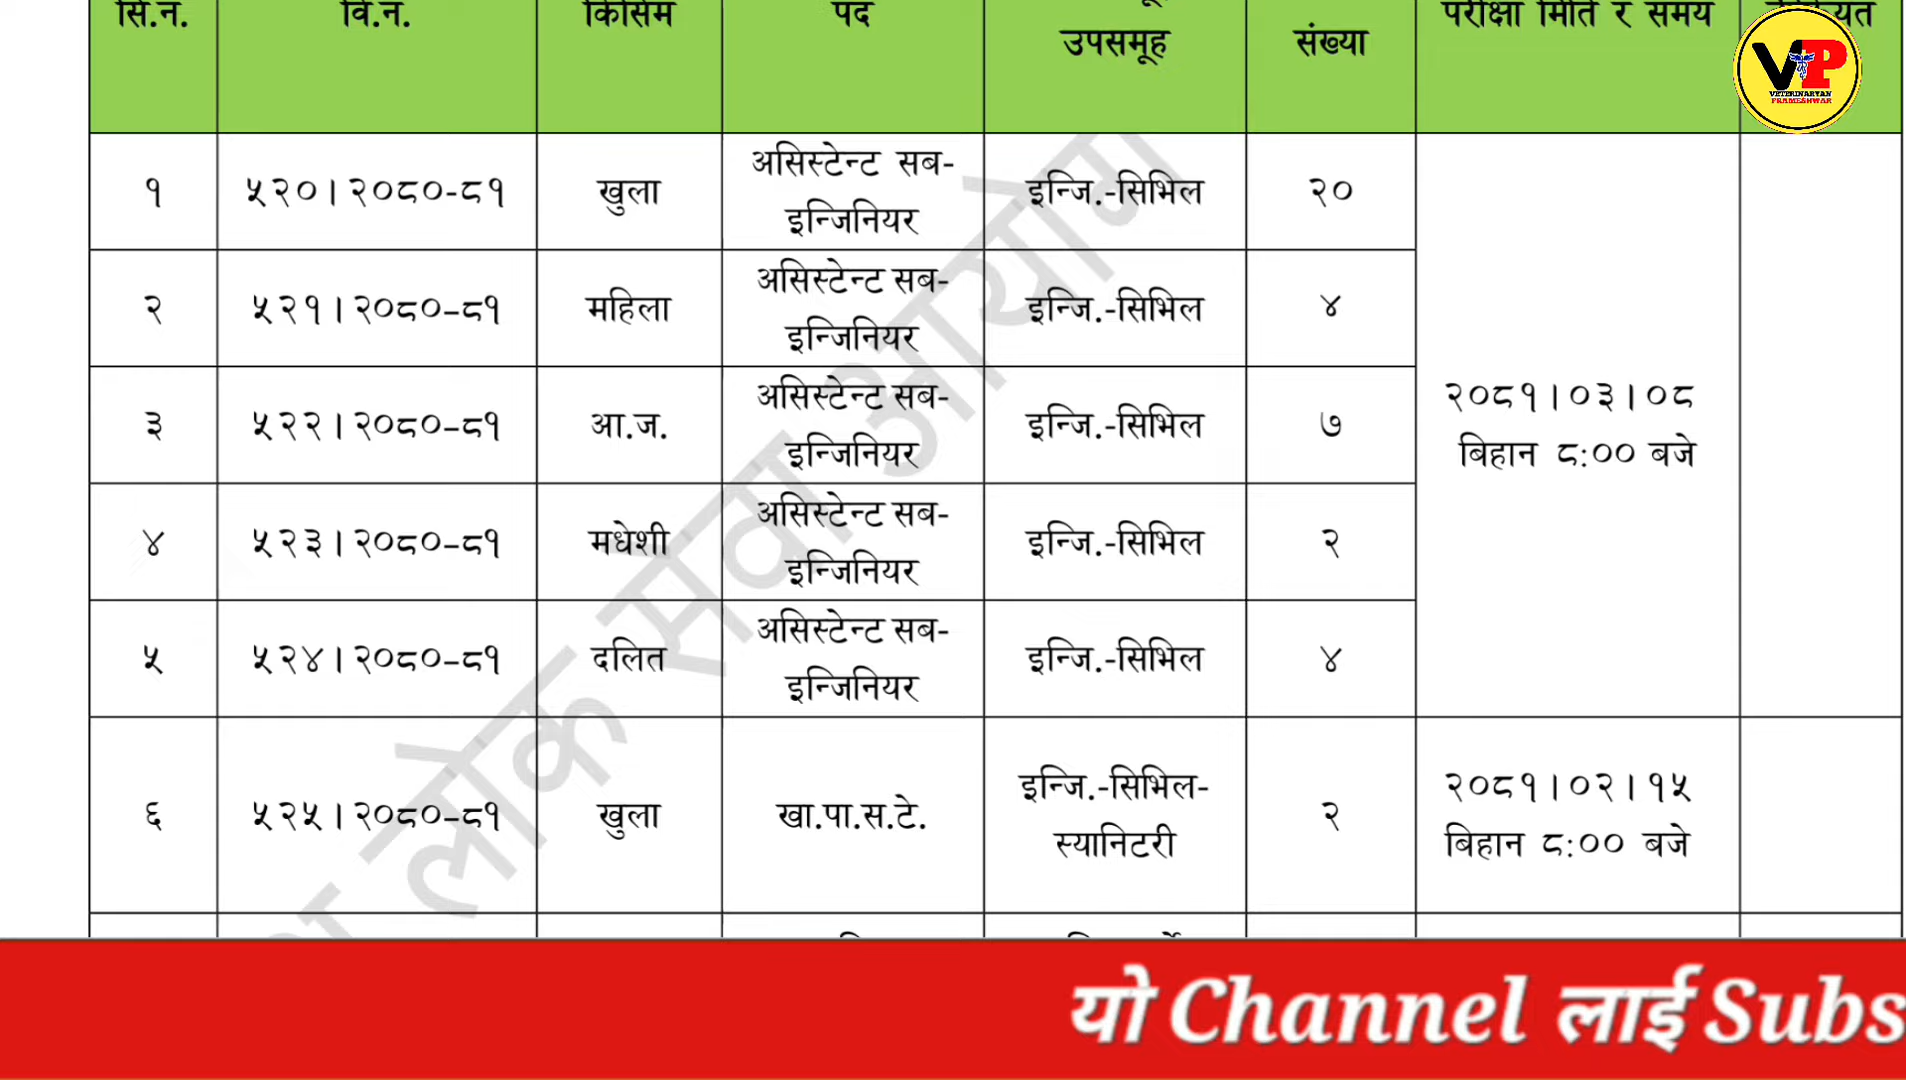 सि.न. वि.न. किसिम पद उपसमूह संख्या परीक्षा मिति र समय
VP
VETERINARYAN
PRAMESHWAR
१ ५२०।२०८०-८१ खुला असिस्टेन्ट सब-इन्जिनियर इन्जि.-सिभिल २०
२ ५२१।२०८०-८१ महिला असिस्टेन्ट सब-इन्जिनियर इन्जि.-सिभिल ४
३ ५२२।२०८०-८१ आ.ज. असिस्टेन्ट सब-इन्जिनियर इन्जि.-सिभिल ७
२०८१।०३।०८
बिहान ८:०० बजे
४ ५२३।२०८०-८१ मधेशी असिस्टेन्ट सब-इन्जिनियर इन्जि.-सिभिल २
५ ५२४।२०८०-८१ दलित असिस्टेन्ट सब-इन्जिनियर इन्जि.-सिभिल ४
६ ५२५।२०८०-८१ खुला खा.पा.स.टे. इन्जि.-सिभिल-स्यानिटरी २
२०८१।०२।१५
बिहान ८:०० बजे
लोक सेवा आयोग
यो Channel लाई Subs